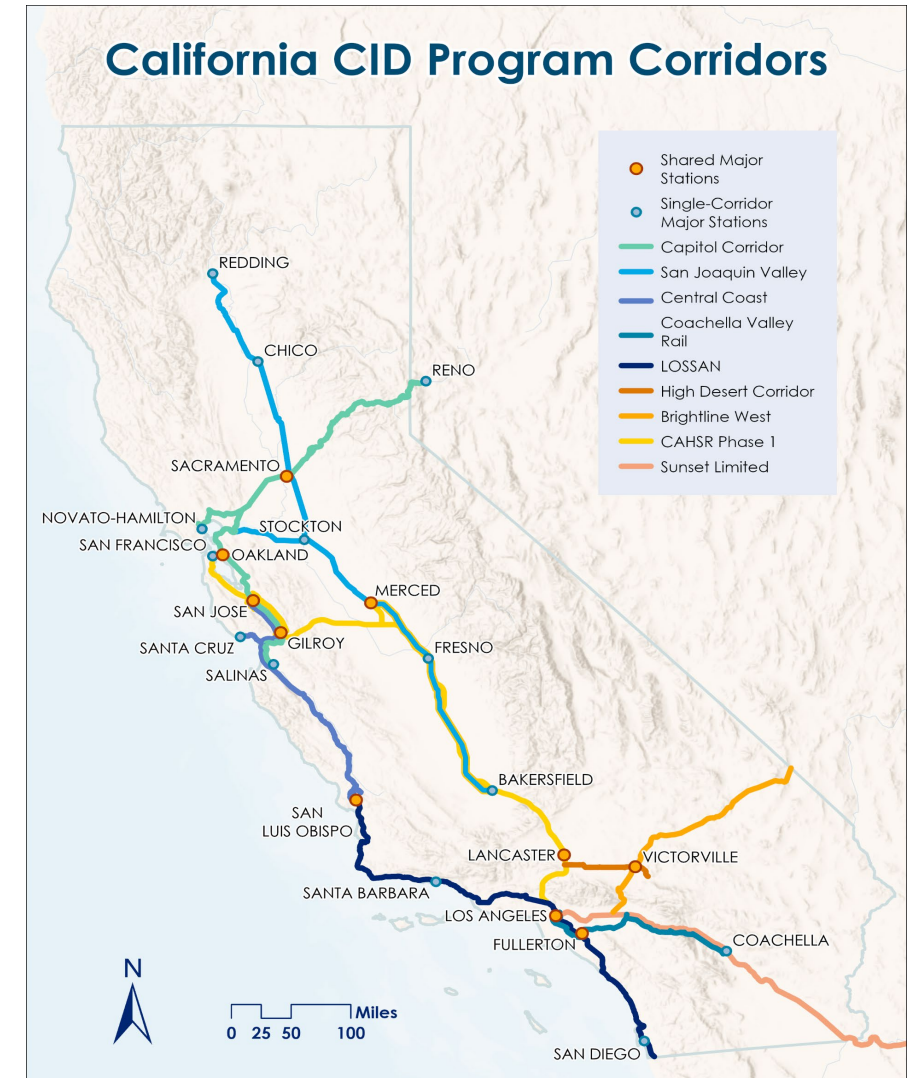 California CID Program Corridors
Shared Major
Stations
Single-Corridor
Major Stations
Capitol Corridor
San Joaquin Valley
Central Coast
Coachella Valley
Rail
LOSSAN
High Desert Corridor
Brightline West
CAHSR Phase 1
Sunset Limited
REDDING
CHICO
RENO
SACRAMENTO
NOVATO-HAMILTON
STOCKTON
SAN FRANCISCO
OAKLAND
MERCED
SAN JOSE
GILROY
SANTA CRUZ
FRESNO
SALINAS
BAKERSFIELD
SAN
LUIS OBISPO
LANCASTER
VICTORVILLE
SANTA BARBARA
LOS ANGELES
FULLERTON
COACHELLA
N
Miles
0 25 50 100
SAN DIEGO